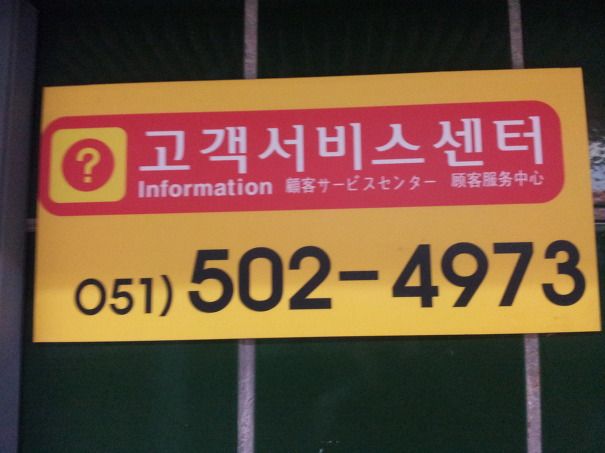 ?
고객서비스센터
Information 顧客サービスセンター 顾客服务中心
051) 502-4973